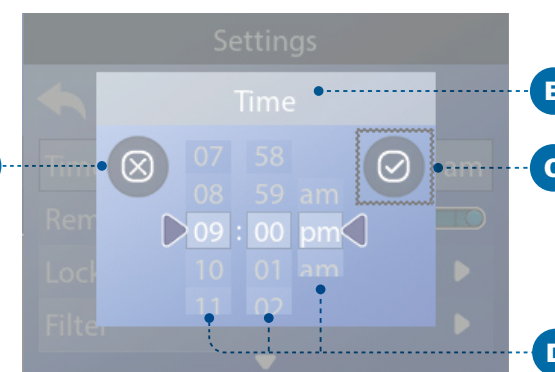 Settings
Time
B
07 58
Time am
08 59 am
Rem
09 : 00 pm
Lock 10 01 am
11 02
Filter
D